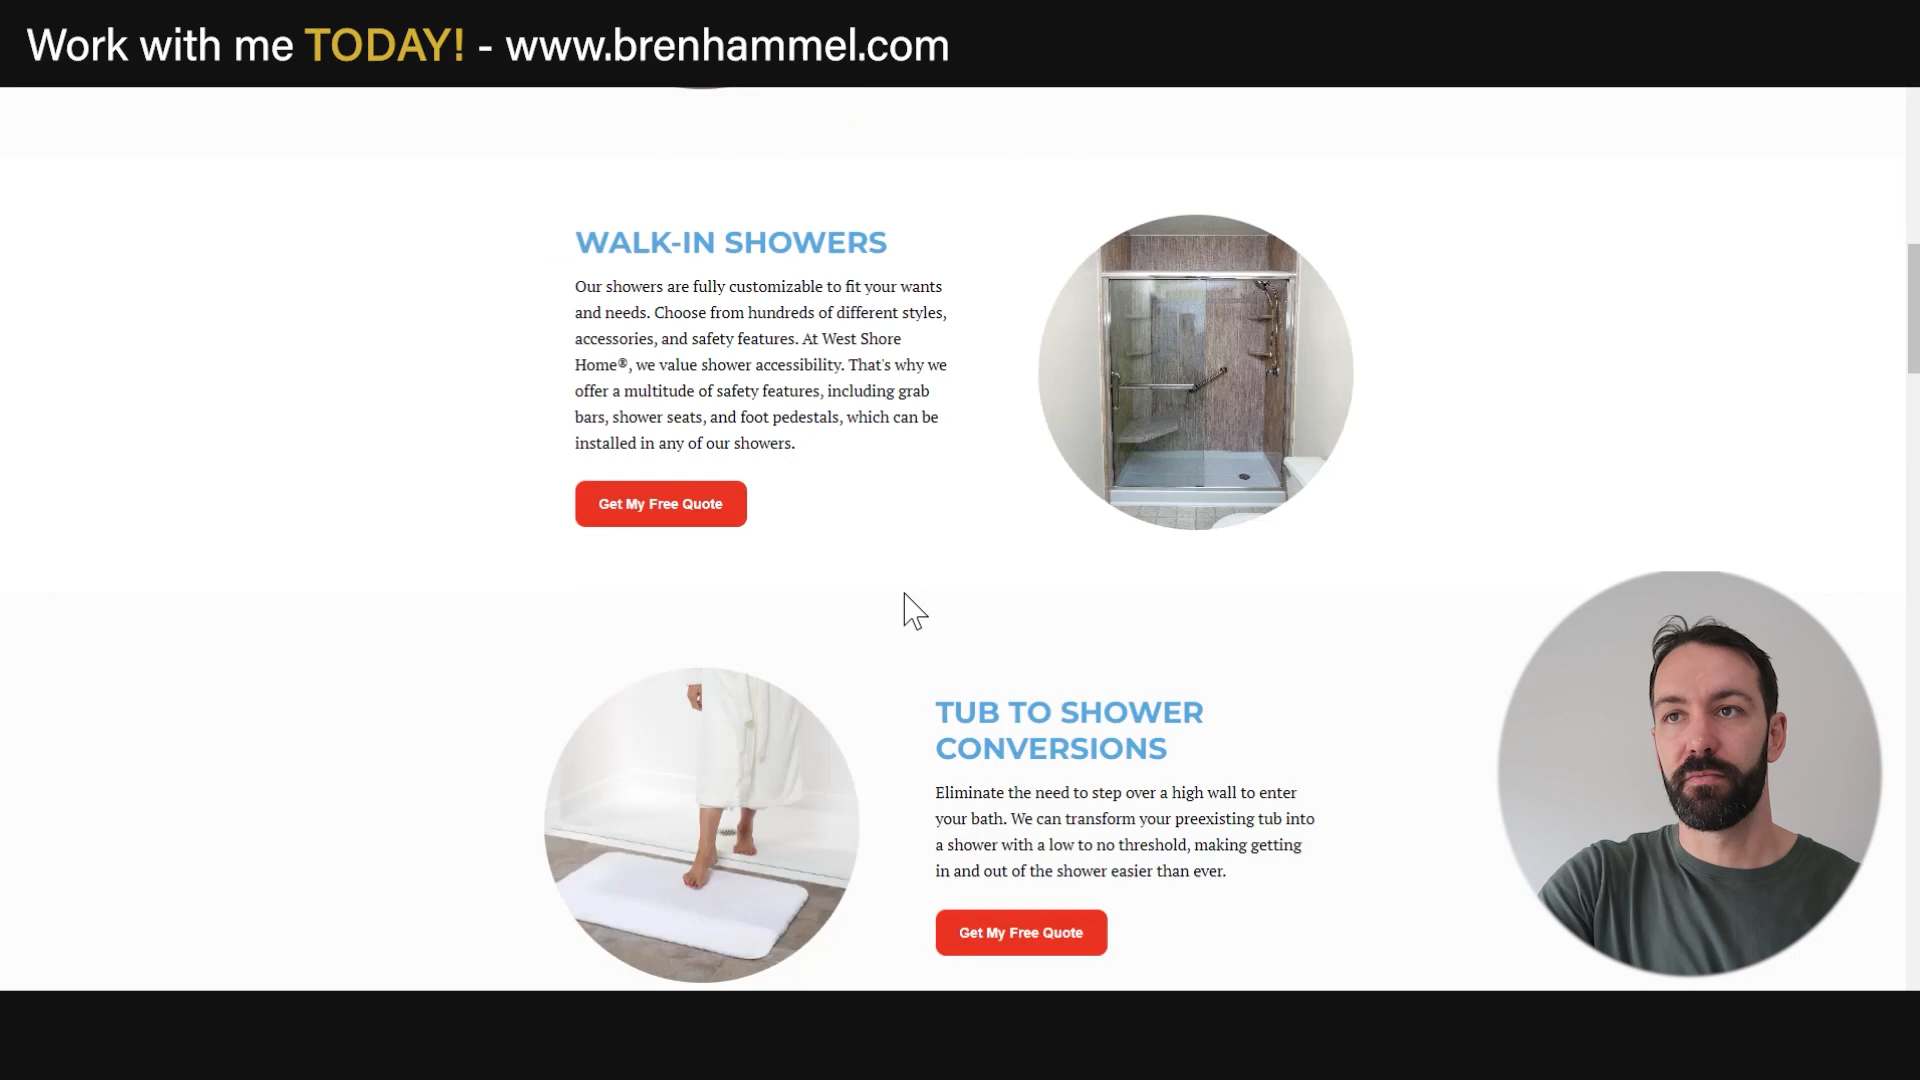 Work with me TODAY! - www.brenhammel.com
WALK-IN SHOWERS
Our showers are fully customizable to fit your wants
and needs. Choose from hundreds of different styles,
accessories, and safety features. At West Shore
Home®, we value shower accessibility. That's why we
offer a multitude of safety features, including grab
bars, shower seats, and foot pedestals, which can be
installed in any of our showers.
Get My Free Quote
TUB TO SHOWER
CONVERSIONS
Eliminate the need to step over a high wall to enter
your bath. We can transform your preexisting tub into
a shower with a low to no threshold, making getting
in and out of the shower easier than ever.
Get My Free Quote